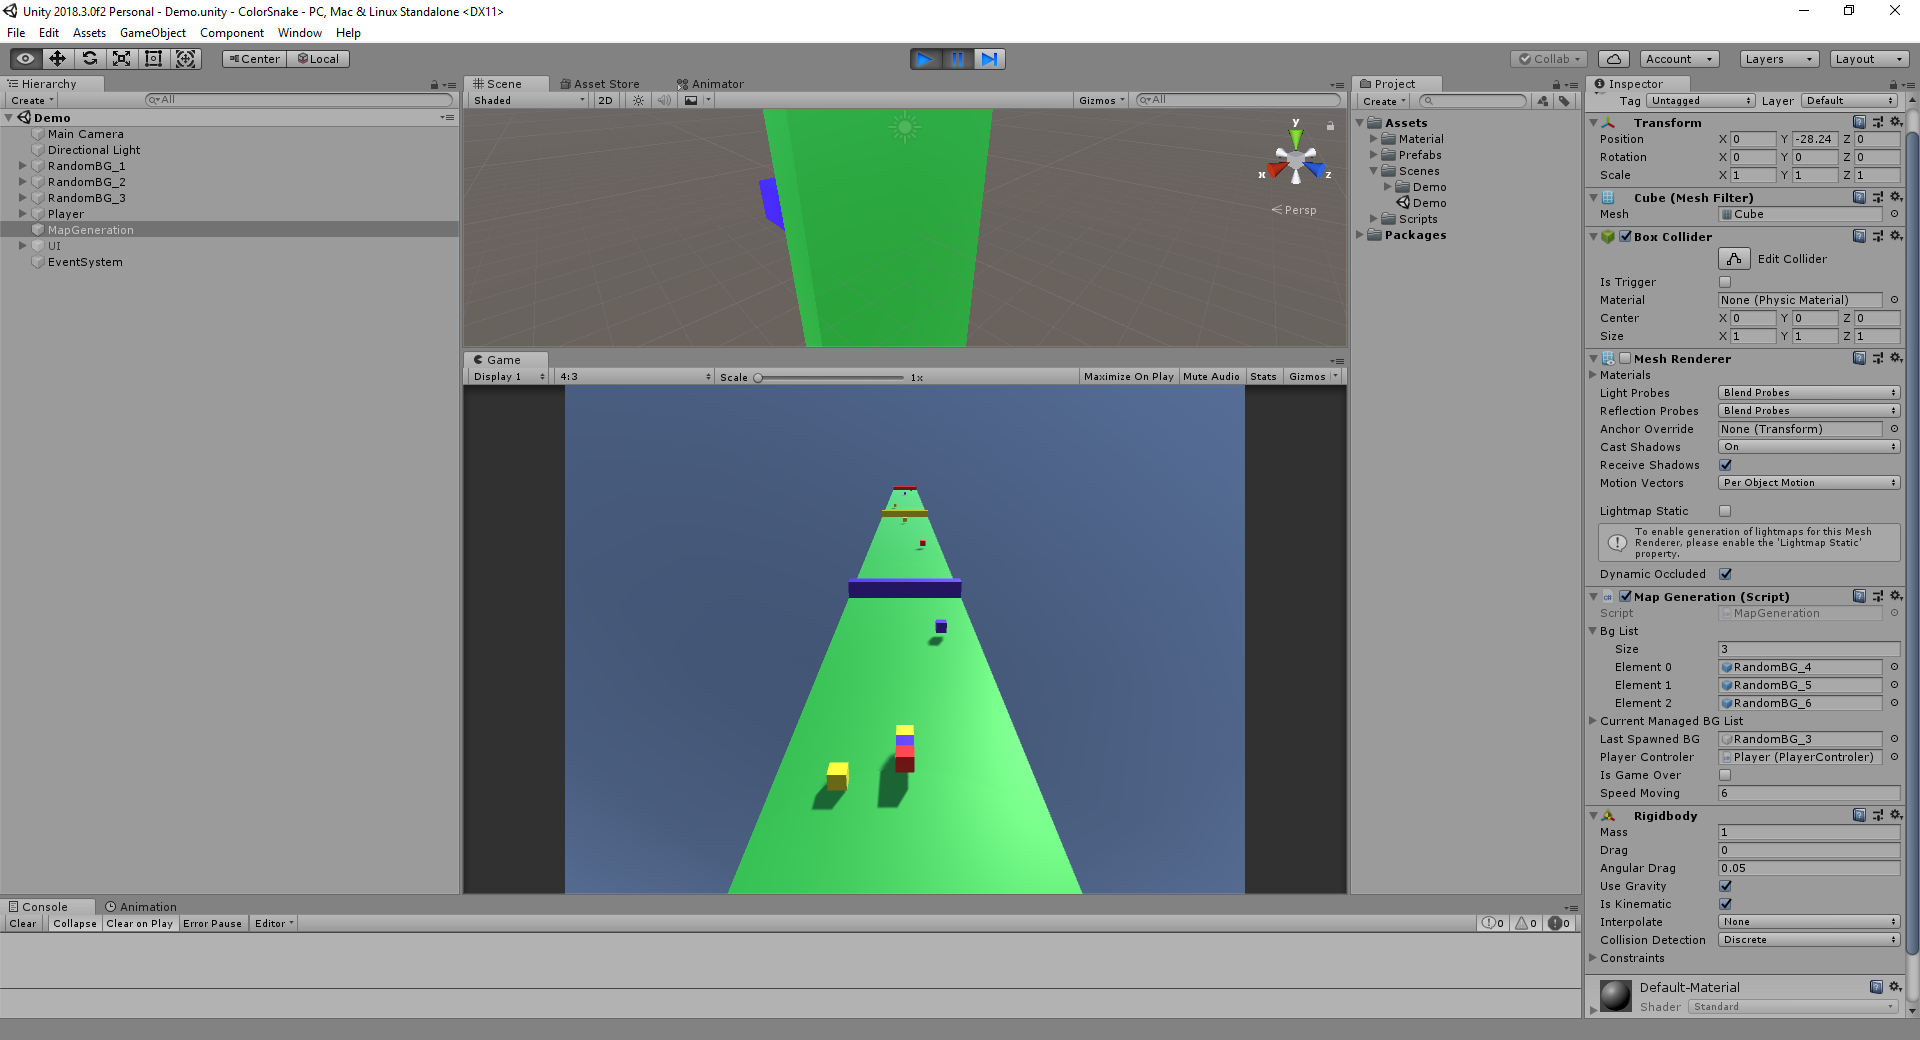 Unity 2018.3.0f2 Personal - Demo.unity - ColorSnake - PC, Mac & Linux Standalone <DX11>
File Edit Assets GameObject Component Window Help
Center Local Collab Account Layers Layout
Hierarchy
Create All
Demo
Main Camera
Directional Light
RandomBG_1
RandomBG_2
RandomBG_3
Player
MapGeneration
UI
EventSystem
Scene Asset Store Animator
Shaded 2D Gizmos All
y
x z
Persp
Game
Display 1 4:3 Scale 1x Maximize On Play Mute Audio Stats Gizmos
Project
Create
Assets
Material
Prefabs
Scenes
Demo
Demo
Scripts
Packages
Inspector
Tag Untagged Layer Default
Transform
Position X 0 Y -28.24 Z 0
Rotation X 0 Y 0 Z 0
Scale X 1 Y 1 Z 1
Cube (Mesh Filter)
Mesh Cube
Box Collider
Edit Collider
Is Trigger
Material None (Physic Material)
Center X 0 Y 0 Z 0
Size X 1 Y 1 Z 1
Mesh Renderer
Materials
Light Probes Blend Probes
Reflection Probes Blend Probes
Anchor Override None (Transform)
Cast Shadows On
Receive Shadows
Motion Vectors Per Object Motion
Lightmap Static
To enable generation of lightmaps for this Mesh
Renderer, please enable the 'Lightmap Static'
property.
Dynamic Occluded
Map Generation (Script)
Script MapGeneration
Bg List
Size 3
Element 0 RandomBG_4
Element 1 RandomBG_5
Element 2 RandomBG_6
Current Managed BG List
Last Spawned BG RandomBG_3
Player Controler Player (PlayerControler)
Is Game Over
Speed Moving 6
Rigidbody
Mass 1
Drag 0
Angular Drag 0.05
Use Gravity
Is Kinematic
Interpolate None
Collision Detection Discrete
Constraints
Default-Material
Shader Standard
Console Animation
Clear Collapse Clear on Play Error Pause Editor 0 0 0